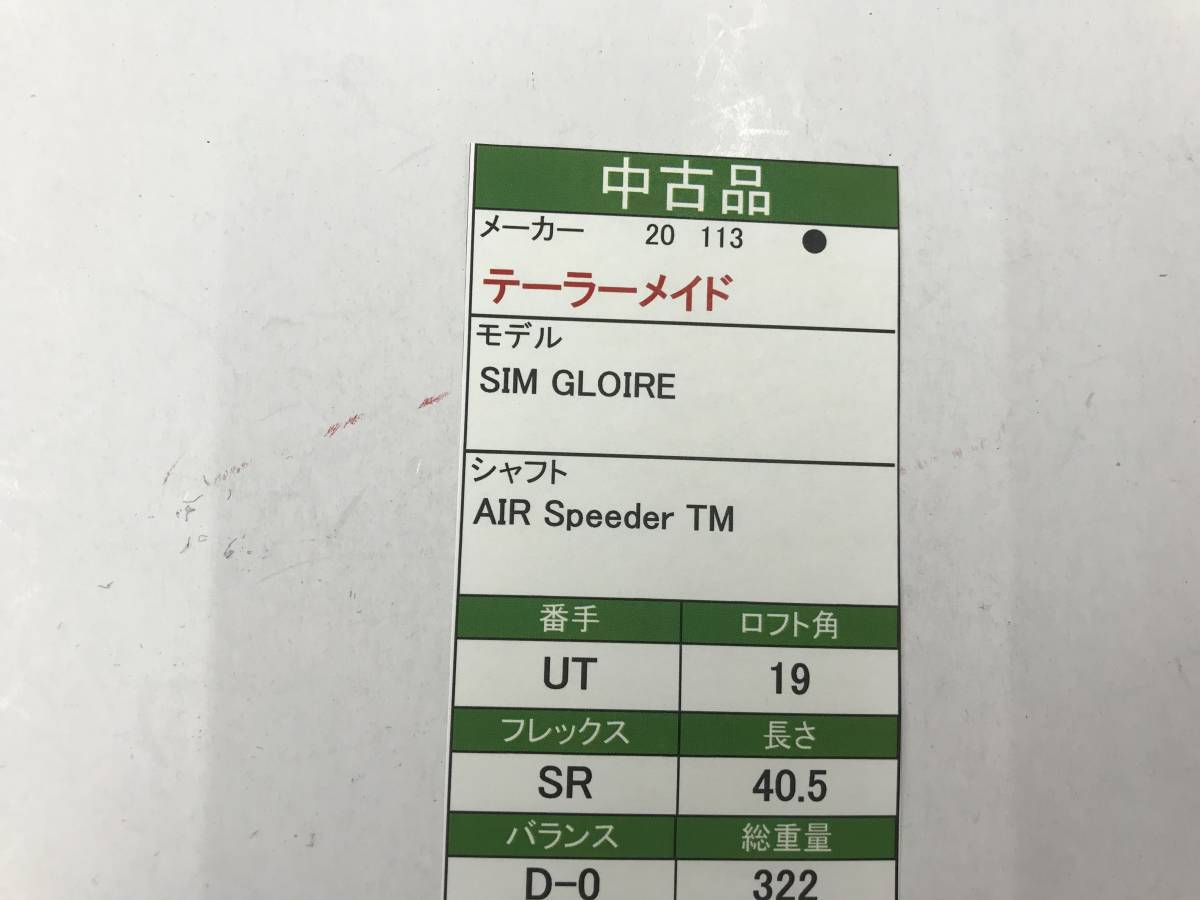 中古品
メーカー 20 113 ●
テーラーメイド
モデル
SIM GLOIRE
シャフト
AIR Speeder TM
番手 ロフト角
UT 19
フレックス 長さ
SR 40.5
バランス 総重量
D-0 322